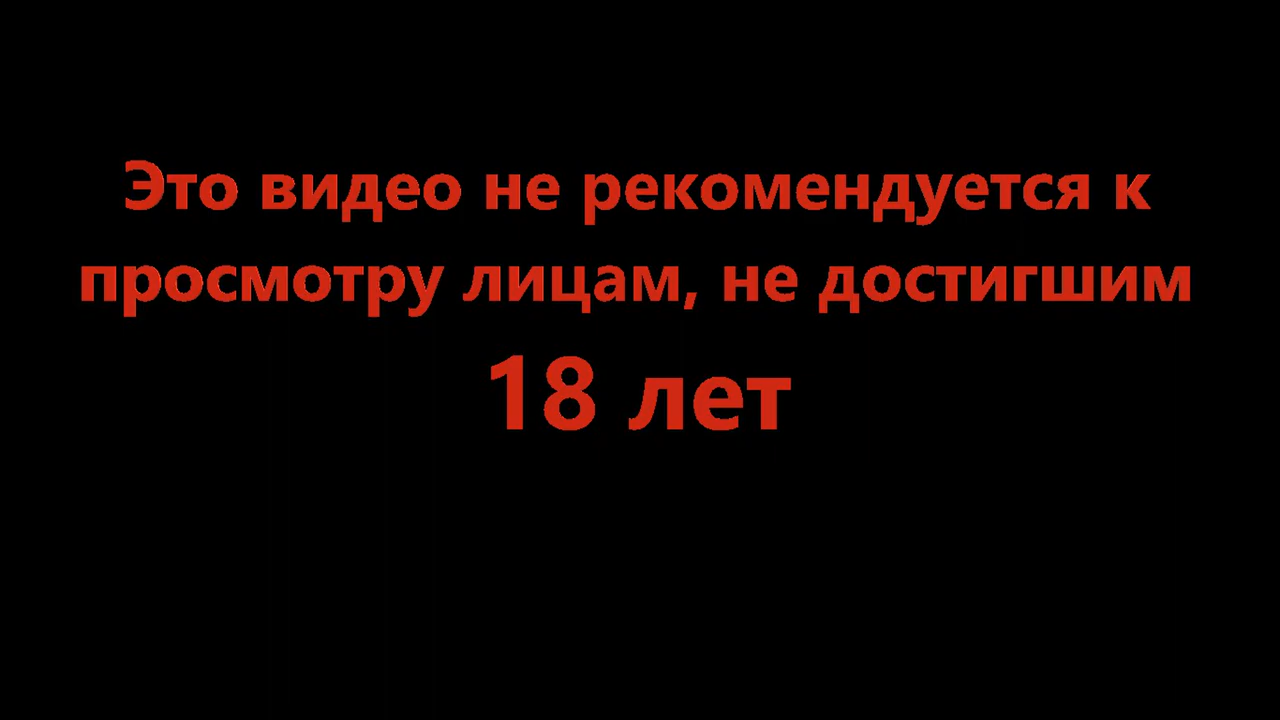 Это видео не рекомендуется к
просмотру лицам, не достигшим
18 лет